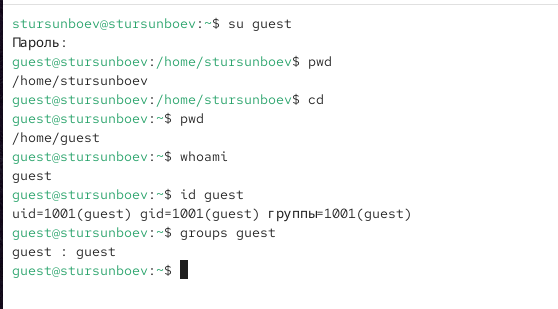 stursunboev@stursunboev:~$ su guest
Пароль:
guest@stursunboev:/home/stursunboev$ pwd
/home/stursunboev
guest@stursunboev:/home/stursunboev$ cd
guest@stursunboev:~$ pwd
/home/guest
guest@stursunboev:~$ whoami
guest
guest@stursunboev:~$ id guest
uid=1001(guest) gid=1001(guest) группы=1001(guest)
guest@stursunboev:~$ groups guest
guest : guest
guest@stursunboev:~$